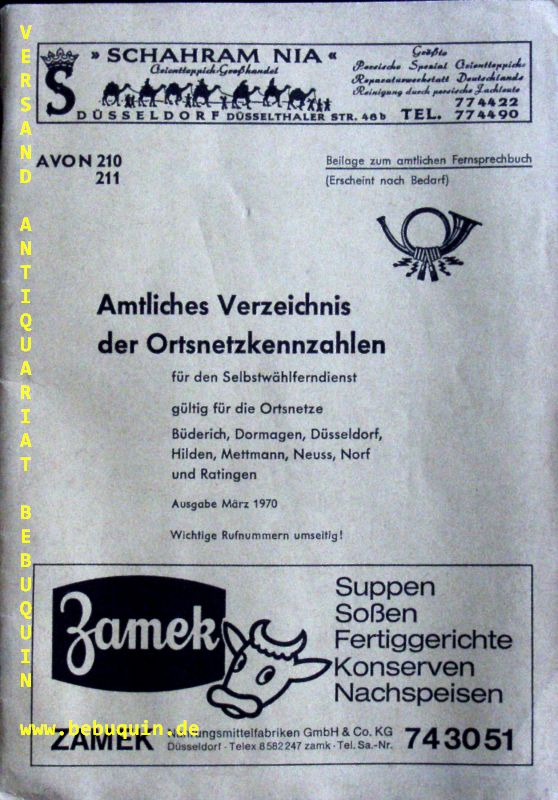 » SCHAHRAM NIA «
Orientteppich-Großhandel
S
Größte
Persische Spezial Orientteppich-
Reparaturwerkstatt Deutschlands
Reinigung durch persische Fachleute
774422
DÜSSELDORF DÜSSELTHALER STR. 48b TEL. 774490
AVON 210
211
Beilage zum amtlichen Fernsprechbuch
(Erscheint nach Bedarf)
Amtliches Verzeichnis
der Ortsnetzkennzahlen
für den Selbstwählferndienst
gültig für die Ortsnetze
Büderich, Dormagen, Düsseldorf,
Hilden, Mettmann, Neuss, Norf
und Ratingen
Ausgabe März 1970
Wichtige Rufnummern umseitig!
Zamek
Suppen
Soßen
Fertiggerichte
Konserven
Nachspeisen
ZAMEK Nahrungsmittelfabriken GmbH & Co. KG
Düsseldorf · Telex 8582247 zamk · Tel. Sa.-Nr. 743051
VERSAND ANTIQUARIAT BEBUQUIN
www.bebuquin.de